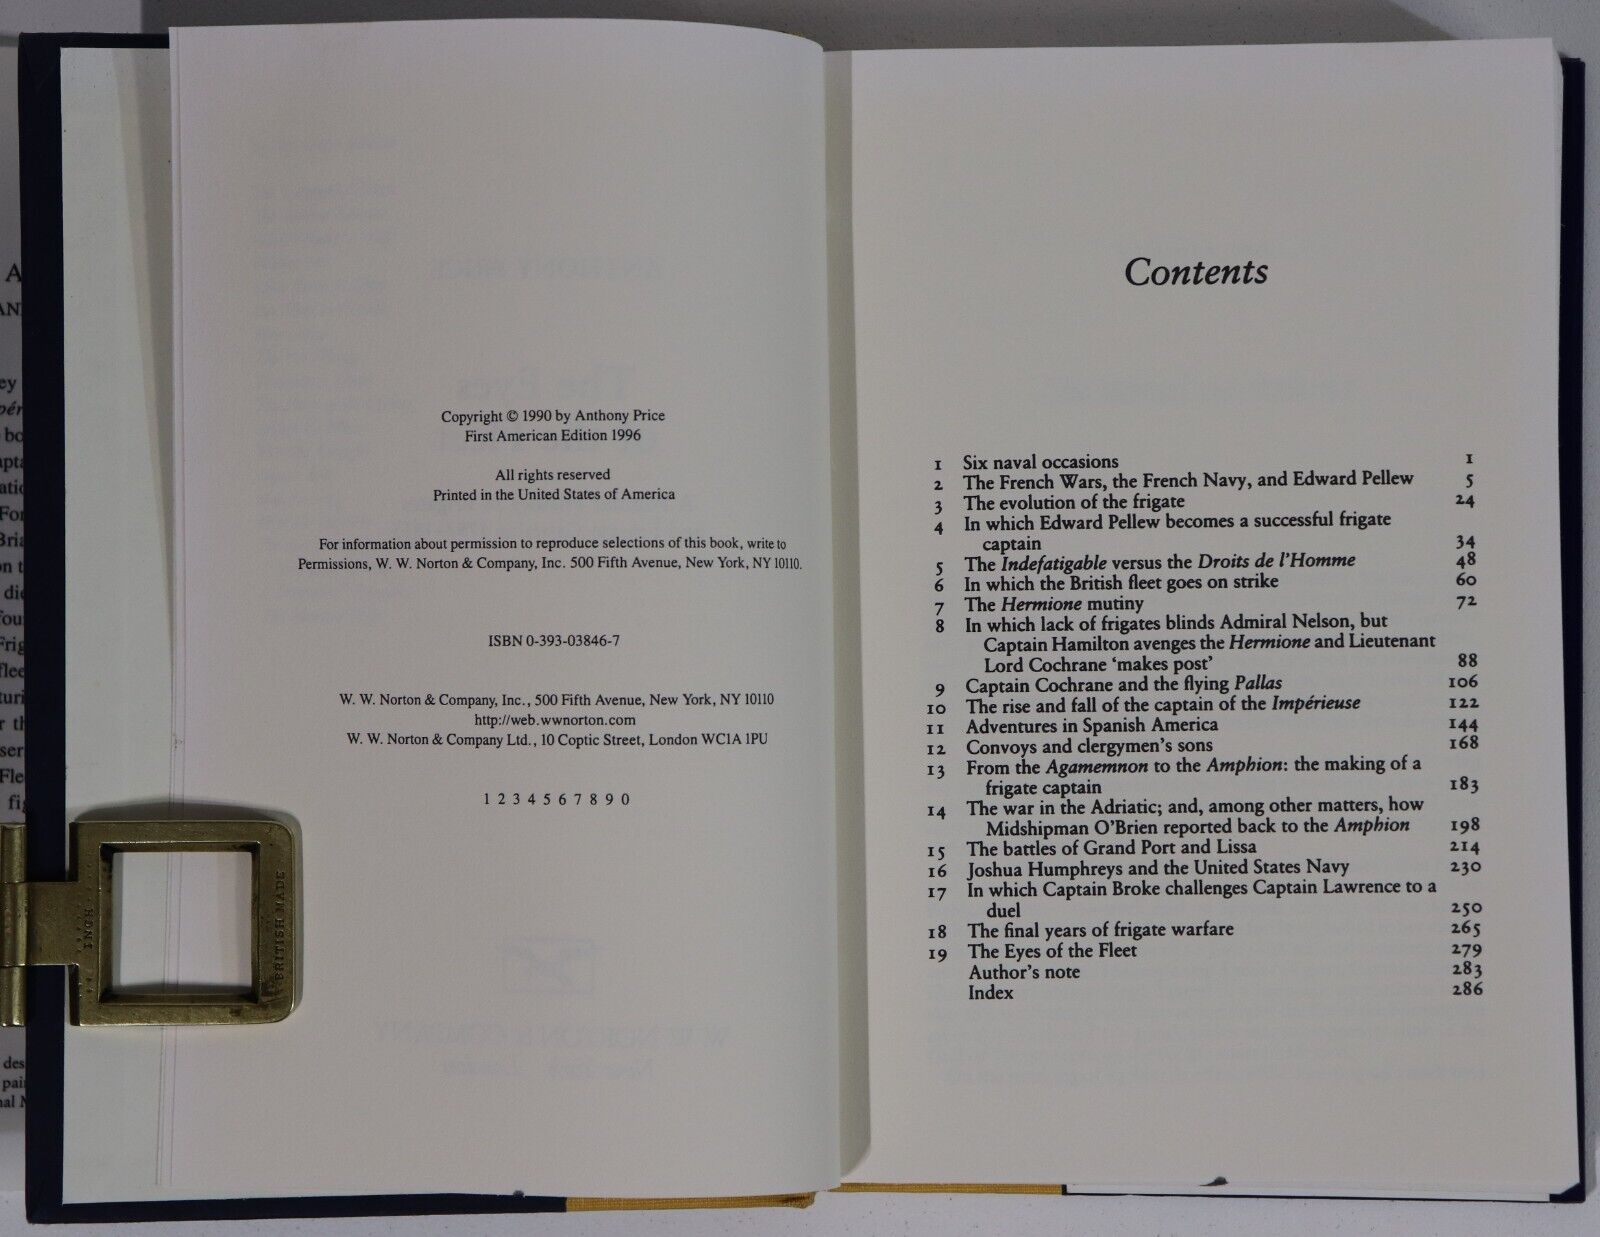 Copyright © 1990 by Anthony Price
First American Edition 1996
All rights reserved
Printed in the United States of America
For information about permission to reproduce selections of this book, write to
Permissions, W. W. Norton & Company, Inc. 500 Fifth Avenue, New York, NY 10110.
ISBN 0-393-03846-7
W. W. Norton & Company, Inc., 500 Fifth Avenue, New York, NY 10110
http://web.wwnorton.com
W. W. Norton & Company Ltd., 10 Coptic Street, London WC1A 1PU
1 2 3 4 5 6 7 8 9 0
INCH
BRITISH MADE
Contents
1 Six naval occasions 1
2 The French Wars, the French Navy, and Edward Pellew 5
3 The evolution of the frigate 24
4 In which Edward Pellew becomes a successful frigate
captain 34
5 The Indefatigable versus the Droits de l'Homme 48
6 In which the British fleet goes on strike 60
7 The Hermione mutiny 72
8 In which lack of frigates blinds Admiral Nelson, but
Captain Hamilton avenges the Hermione and Lieutenant
Lord Cochrane 'makes post' 88
9 Captain Cochrane and the flying Pallas 106
10 The rise and fall of the captain of the Impérieuse 122
11 Adventures in Spanish America 144
12 Convoys and clergymen's sons 168
13 From the Agamemnon to the Amphion: the making of a
frigate captain 183
14 The war in the Adriatic; and, among other matters, how
Midshipman O'Brien reported back to the Amphion 198
15 The battles of Grand Port and Lissa 214
16 Joshua Humphreys and the United States Navy 230
17 In which Captain Broke challenges Captain Lawrence to a
duel 250
18 The final years of frigate warfare 265
19 The Eyes of the Fleet 279
Author's note 283
Index 286